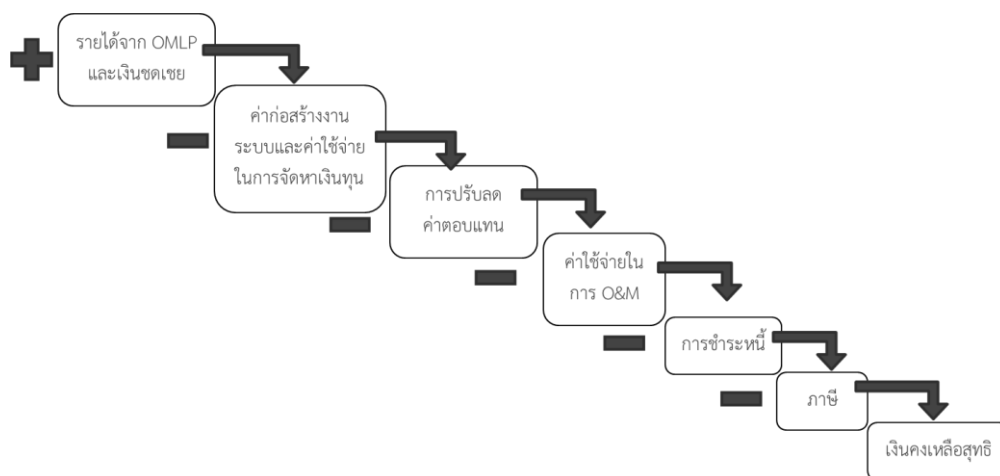 รายได้จาก OMLP
และเงินชดเชย
ค่าก่อสร้างงาน
ระบบและค่าใช้จ่าย
ในการจัดหาเงินทุน
การปรับลด
ค่าตอบแทน
ค่าใช้จ่ายใน
การ O&M
การชำระหนี้
ภาษี
เงินคงเหลือสุทธิ